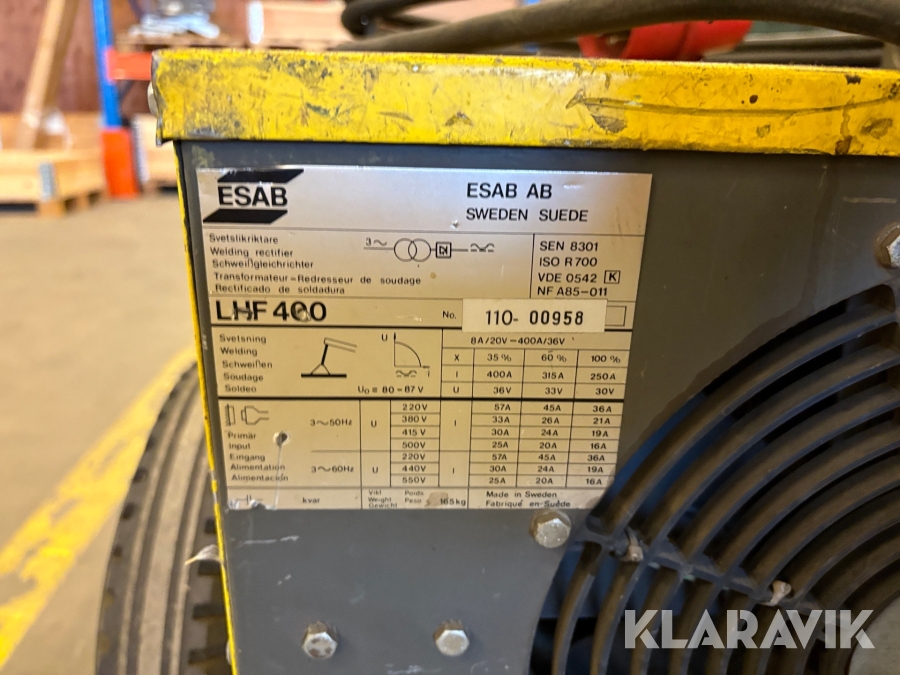 ESAB
ESAB AB
SWEDEN SUEDE
Svetslikriktare
Welding rectifier
Schweißgleichrichter
Transformateur-Redresseur de soudage
Rectificado de soldadura
3~
SEN 8301
ISO R700
VDE 0542 K
NF A85-011
LHF 400
No. 110- 00958
Svetsning
Welding
Schweißen
Soudage
Soldeo
U
I
U₀ = 80-87 V
8A/20V-400A/36V
X 35% 60% 100%
I 400A 315A 250A
U 36V 33V 30V
Primär
Input
Eingang
Alimentation
Alimentación
3~50Hz U I
220V 57A 45A 36A
380V 33A 26A 21A
415V 30A 24A 19A
500V 25A 20A 16A
3~60Hz U I
220V 57A 45A 36A
440V 30A 24A 19A
550V 25A 20A 16A
kvar
Vikt Poids
Weight Peso
Gewicht
165kg
Made in Sweden
Fabriqué en Suède
KLARAVIK